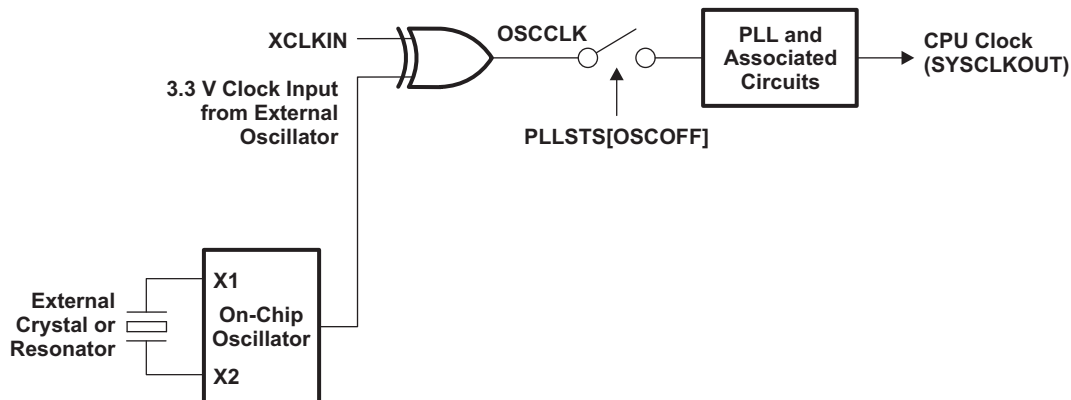 XCLKIN
OSCCLK
PLL and
Associated
Circuits
CPU Clock
(SYSCLKOUT)
3.3 V Clock Input
from External
Oscillator
PLLSTS[OSCOFF]
External
Crystal or
Resonator
X1
On-Chip
Oscillator
X2